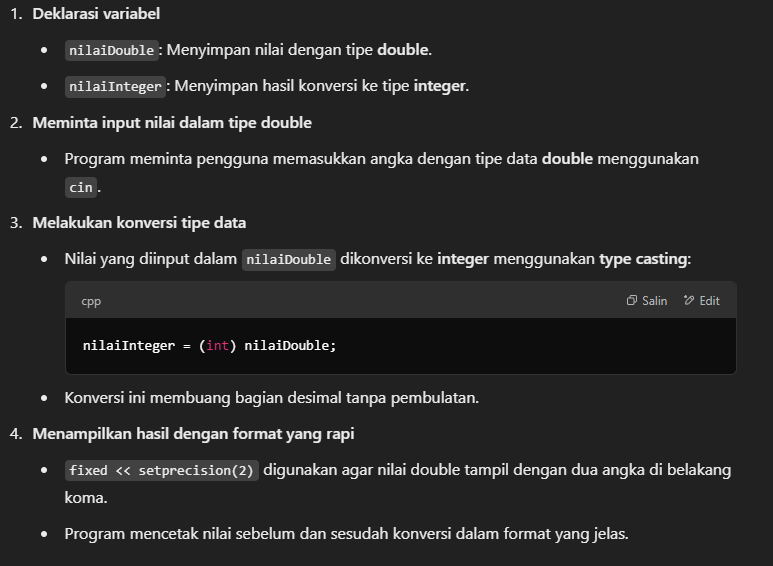 1. Deklarasi variabel
• nilaiDouble: Menyimpan nilai dengan tipe double.
• nilaiInteger: Menyimpan hasil konversi ke tipe integer.
2. Meminta input nilai dalam tipe double
• Program meminta pengguna memasukkan angka dengan tipe data double menggunakan
cin.
3. Melakukan konversi tipe data
• Nilai yang diinput dalam nilaiDouble dikonversi ke integer menggunakan type casting:
cpp Salin Edit
nilaiInteger = (int) nilaiDouble;
• Konversi ini membuang bagian desimal tanpa pembulatan.
4. Menampilkan hasil dengan format yang rapi
• fixed << setprecision(2) digunakan agar nilai double tampil dengan dua angka di belakang
koma.
• Program mencetak nilai sebelum dan sesudah konversi dalam format yang jelas.